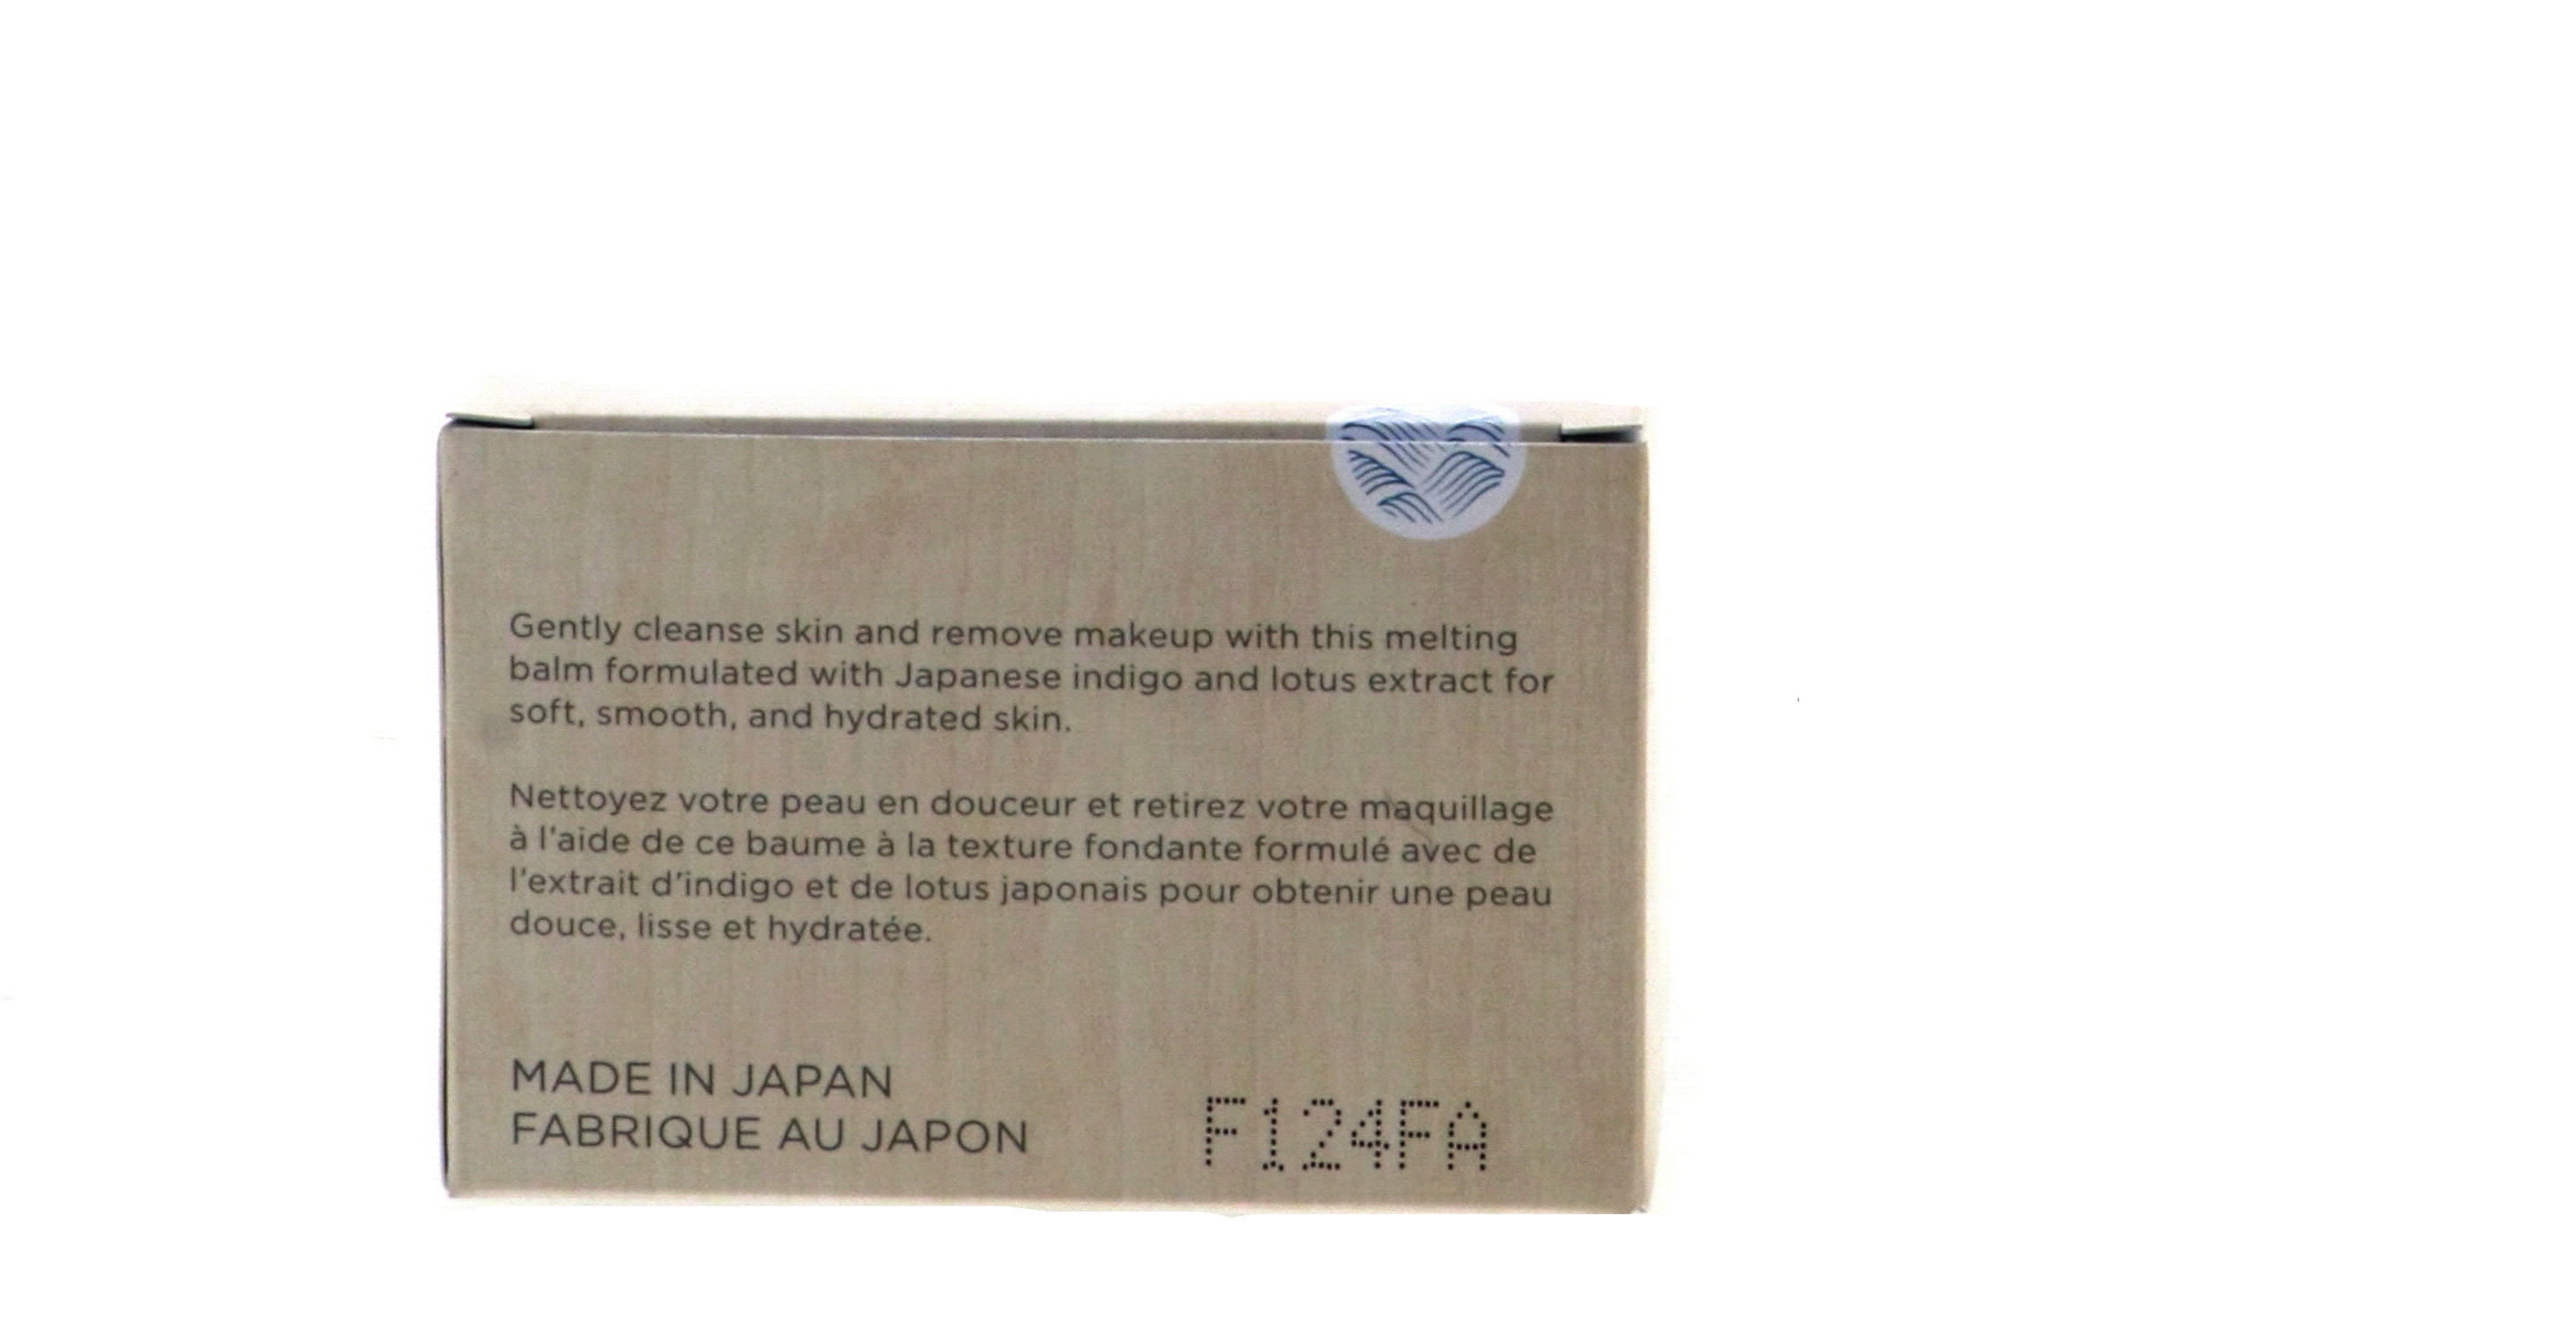 Gently cleanse skin and remove makeup with this melting
balm formulated with Japanese indigo and lotus extract for
soft, smooth, and hydrated skin.
Nettoyez votre peau en douceur et retirez votre maquillage
à l'aide de ce baume à la texture fondante formulé avec de
l'extrait d'indigo et de lotus japonais pour obtenir une peau
douce, lisse et hydratée.
MADE IN JAPAN
FABRIQUE AU JAPON
F124FA